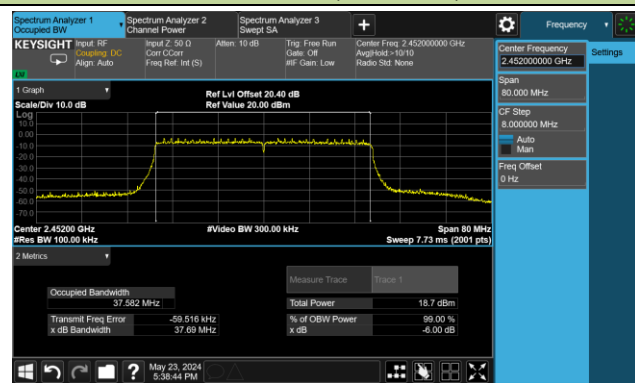 Spectrum Analyzer 1
Occupied BW
Spectrum Analyzer 2
Channel Power
Spectrum Analyzer 3
Swept SA
+
Frequency
KEYSIGHT
Input: RF
Coupling: DC
Align: Auto
Input Z: 50 Ω
Corr CCorr
Freq Ref: Int (S)
Atten: 10 dB
Trig: Free Run
Gate: Off
#IF Gain: Low
Center Freq: 2.452000000 GHz
Avg|Hold:>10/10
Radio Std: None
Center Frequency
2.452000000 GHz
Settings
Span
80.000 MHz
CF Step
8.000000 MHz
Auto
Man
Freq Offset
0 Hz
1 Graph
Scale/Div 10.0 dB
Ref Lvl Offset 20.40 dB
Ref Value 20.00 dBm
Log
10.0
0.00
-10.0
-20.0
-30.0
-40.0
-50.0
-60.0
-70.0
Center 2.45200 GHz
#Res BW 100.00 kHz
#Video BW 300.00 kHz
Span 80 MHz
Sweep 7.73 ms (2001 pts)
2 Metrics
Measure Trace
Trace 1
Occupied Bandwidth
37.582 MHz
Total Power
18.7 dBm
Transmit Freq Error
-59.516 kHz
% of OBW Power
99.00 %
x dB Bandwidth
37.69 MHz
x dB
-6.00 dB
?
May 23, 2024
5:38:44 PM